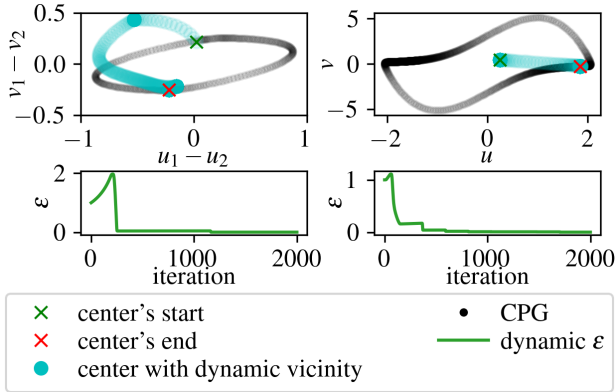 0.5
0.0
−0.5
v₁ − v₂
−1
0
1
u₁ − u₂
5
0
−5
v
−2
0
2
u
2
0
ε
0
1000
2000
iteration
1
0
ε
0
1000
2000
iteration
center's start
center's end
center with dynamic vicinity
CPG
dynamic ε